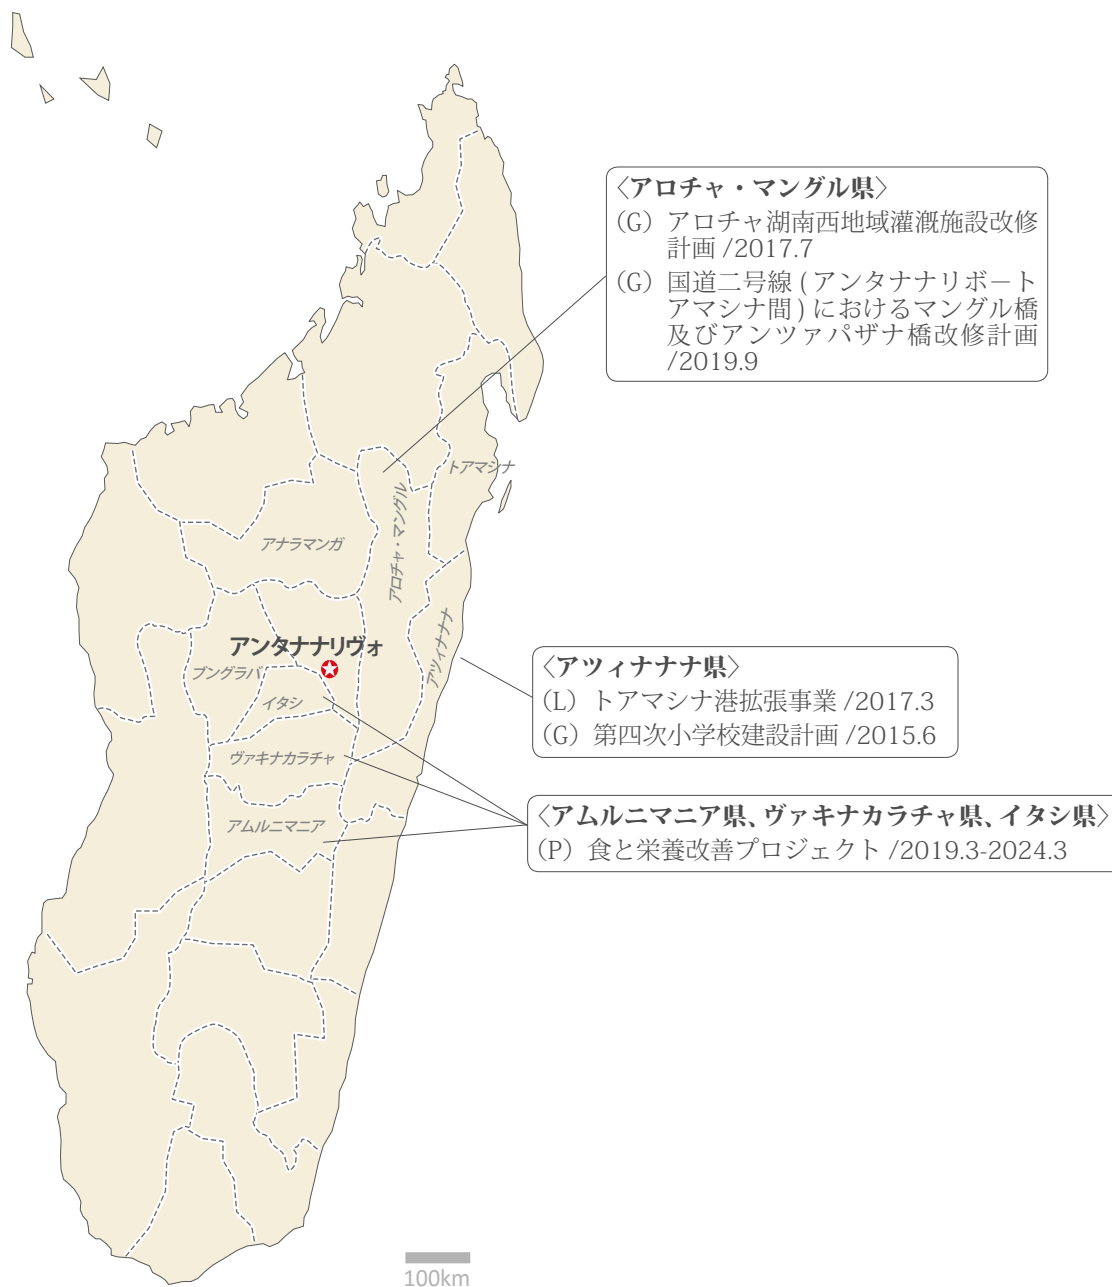 〈アロチャ・マングル県〉
(G) アロチャ湖南西地域灌漑施設改修
計画 /2017.7
(G) 国道二号線 ( アンタナナリボート
アマシナ間 ) におけるマングル橋
及びアンツァパザナ橋改修計画
/2019.9
トアマシナ
アロチャ・マングル
アナラマンガ
アツィナナナ
アンタナナリヴォ
ブングラバ
イタシ
ヴァキナカラチャ
アムルニマニア
〈アツィナナナ県〉
(L) トアマシナ港拡張事業 /2017.3
(G) 第四次小学校建設計画 /2015.6
〈アムルニマニア県、ヴァキナカラチャ県、イタシ県〉
(P) 食と栄養改善プロジェクト /2019.3-2024.3
100km